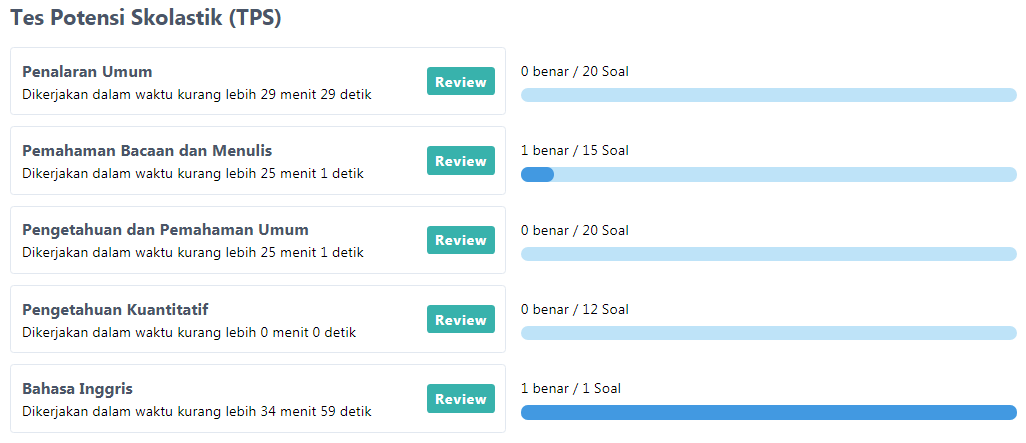 Tes Potensi Skolastik (TPS)
Penalaran Umum
Dikerjakan dalam waktu kurang lebih 29 menit 29 detik
Review
0 benar / 20 Soal
Pemahaman Bacaan dan Menulis
Dikerjakan dalam waktu kurang lebih 25 menit 1 detik
Review
1 benar / 15 Soal
Pengetahuan dan Pemahaman Umum
Dikerjakan dalam waktu kurang lebih 25 menit 1 detik
Review
0 benar / 20 Soal
Pengetahuan Kuantitatif
Dikerjakan dalam waktu kurang lebih 0 menit 0 detik
Review
0 benar / 12 Soal
Bahasa Inggris
Dikerjakan dalam waktu kurang lebih 34 menit 59 detik
Review
1 benar / 1 Soal